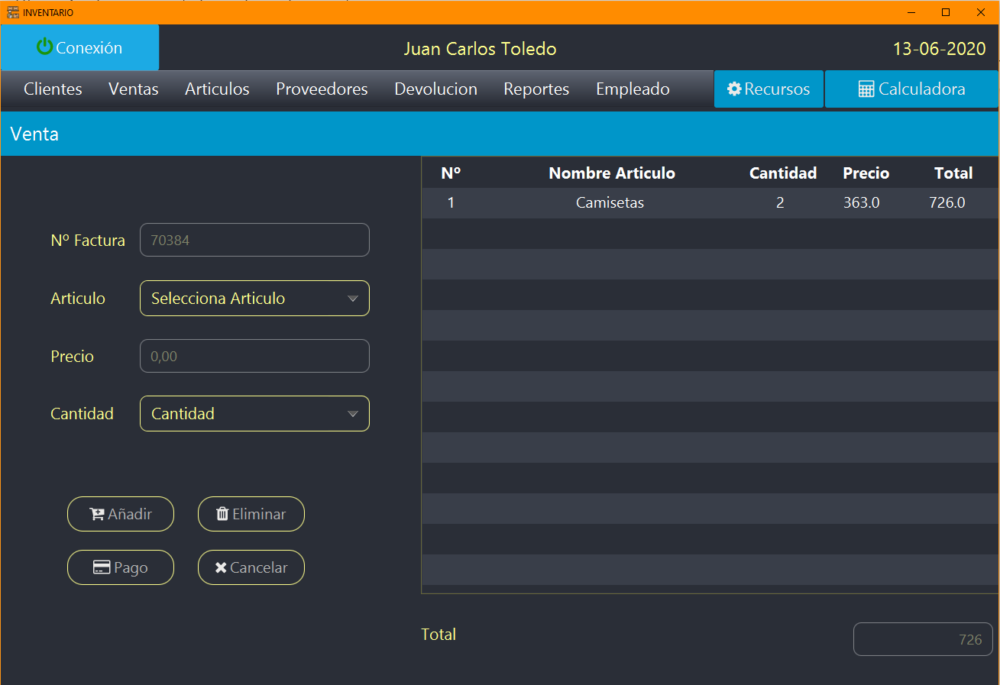 INVENTARIO
Conexión Juan Carlos Toledo 13-06-2020
Clientes Ventas Articulos Proveedores Devolucion Reportes Empleado Recursos Calculadora
Venta
Nº Nombre Articulo Cantidad Precio Total
1 Camisetas 2 363.0 726.0
Nº Factura 70384
Articulo Selecciona Articulo
Precio 0,00
Cantidad Cantidad
Añadir Eliminar
Pago Cancelar
Total 726